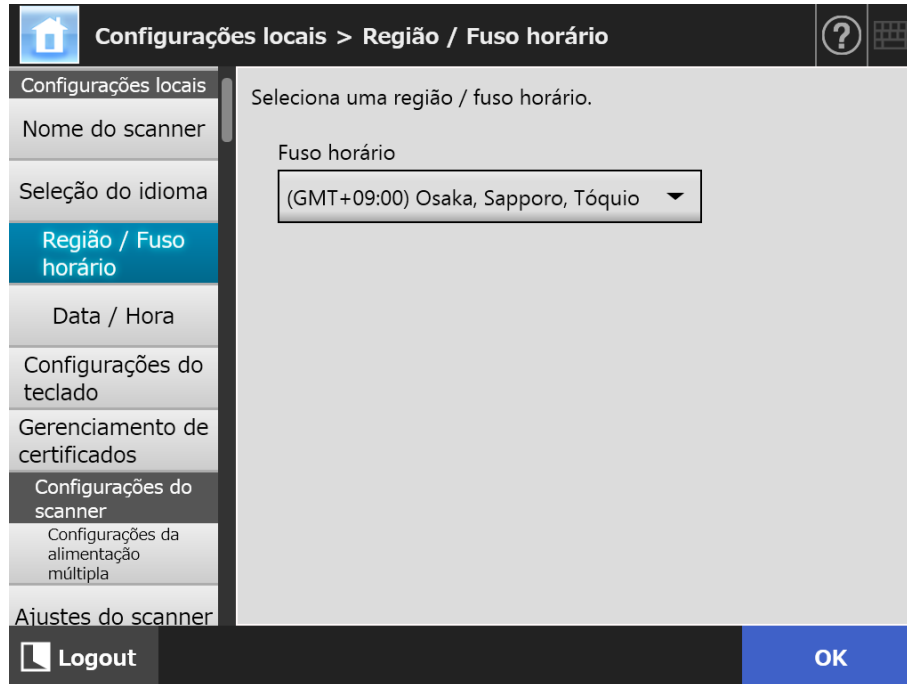 Configurações locais > Região / Fuso horário
?
Configurações locais
Nome do scanner
Seleção do idioma
Região / Fuso
horário
Data / Hora
Configurações do
teclado
Gerenciamento de
certificados
Configurações do
scanner
Configurações da
alimentação
múltipla
Ajustes do scanner
Seleciona uma região / fuso horário.
Fuso horário
(GMT+09:00) Osaka, Sapporo, Tóquio
Logout
OK